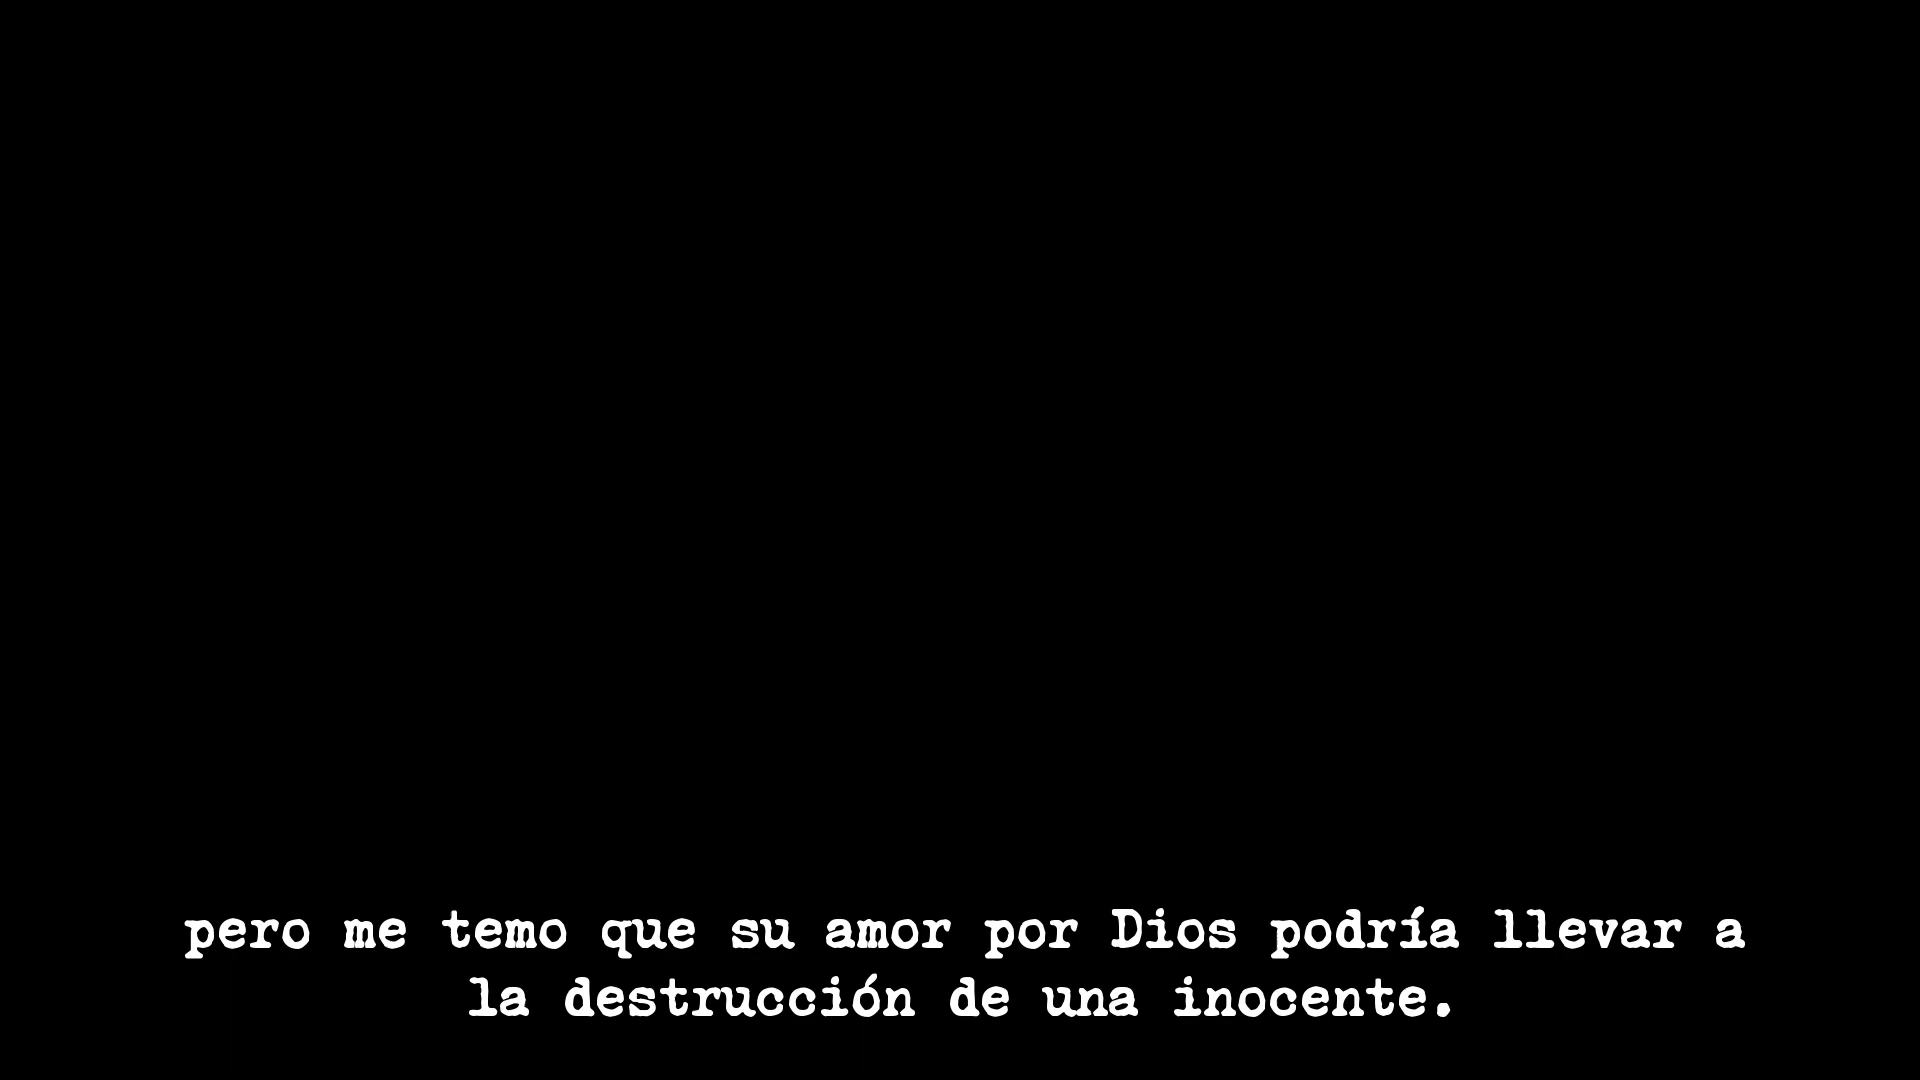 pero me temo que su amor por Dios podría llevar a
la destrucción de una inocente.